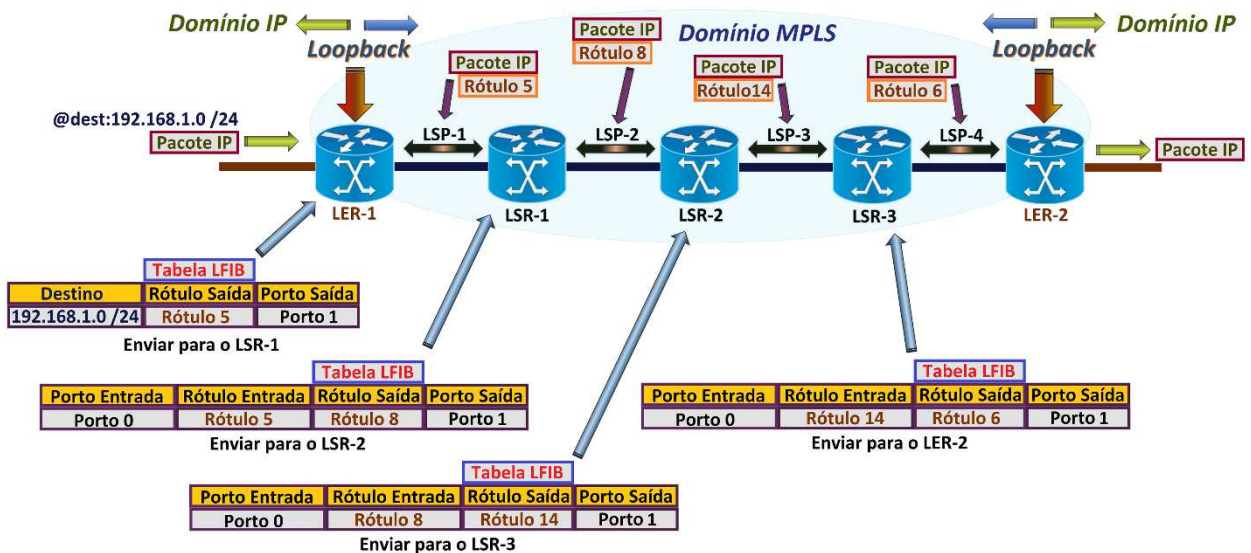 Domínio IP
Loopback
Pacote IP
Rótulo 8
Domínio MPLS
Loopback
Domínio IP
Pacote IP
Rótulo 5
Pacote IP
Rótulo14
Pacote IP
Rótulo 6
@dest:192.168.1.0 /24
Pacote IP
LSP-1
LSP-2
LSP-3
LSP-4
Pacote IP
LER-1
LSR-1
LSR-2
LSR-3
LER-2
Tabela LFIB
Destino Rótulo Saída Porto Saída
192.168.1.0 /24 Rótulo 5 Porto 1
Enviar para o LSR-1
Tabela LFIB
Porto Entrada Rótulo Entrada Rótulo Saída Porto Saída
Porto 0 Rótulo 5 Rótulo 8 Porto 1
Enviar para o LSR-2
Tabela LFIB
Porto Entrada Rótulo Entrada Rótulo Saída Porto Saída
Porto 0 Rótulo 14 Rótulo 6 Porto 1
Enviar para o LER-2
Tabela LFIB
Porto Entrada Rótulo Entrada Rótulo Saída Porto Saída
Porto 0 Rótulo 8 Rótulo 14 Porto 1
Enviar para o LSR-3